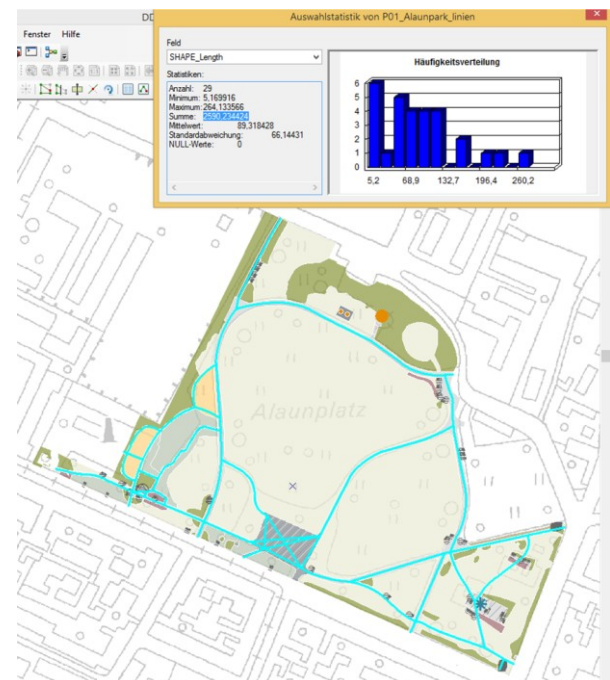 DD
Auswahlstatistik von P01_Alaunpark_linien
Fenster Hilfe
Feld
SHAPE_Length
Statistiken:
Anzahl: 29
Minimum: 5,169916
Maximum: 264,133566
Summe: 2590,234424
Mittelwert: 89,318428
Standardabweichung: 66,14431
NULL-Werte: 0
Häufigkeitsverteilung
6
5
4
3
2
1
0
5,2 68,9 132,7 196,4 260,2
Alaunplatz